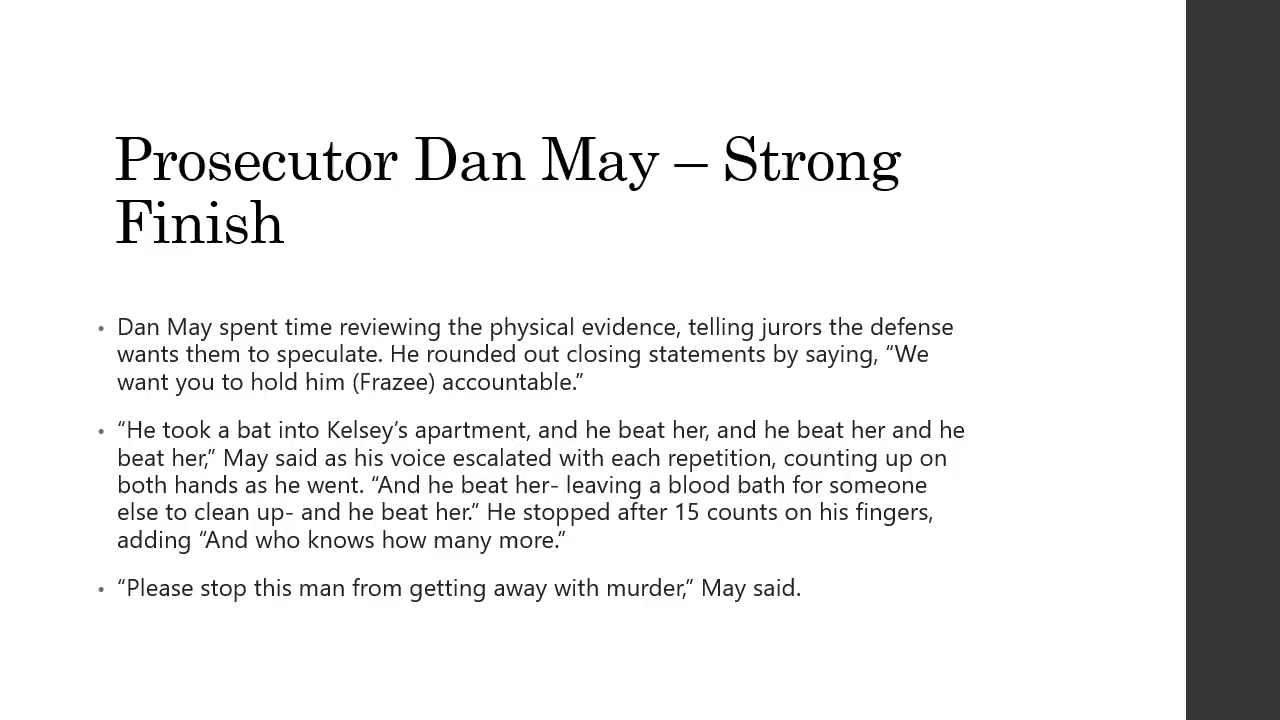 Prosecutor Dan May – Strong
Finish
• Dan May spent time reviewing the physical evidence, telling jurors the defense
wants them to speculate. He rounded out closing statements by saying, “We
want you to hold him (Frazee) accountable.”
• “He took a bat into Kelsey’s apartment, and he beat her, and he beat her and he
beat her,” May said as his voice escalated with each repetition, counting up on
both hands as he went. “And he beat her- leaving a blood bath for someone
else to clean up- and he beat her.” He stopped after 15 counts on his fingers,
adding “And who knows how many more.”
• “Please stop this man from getting away with murder,” May said.